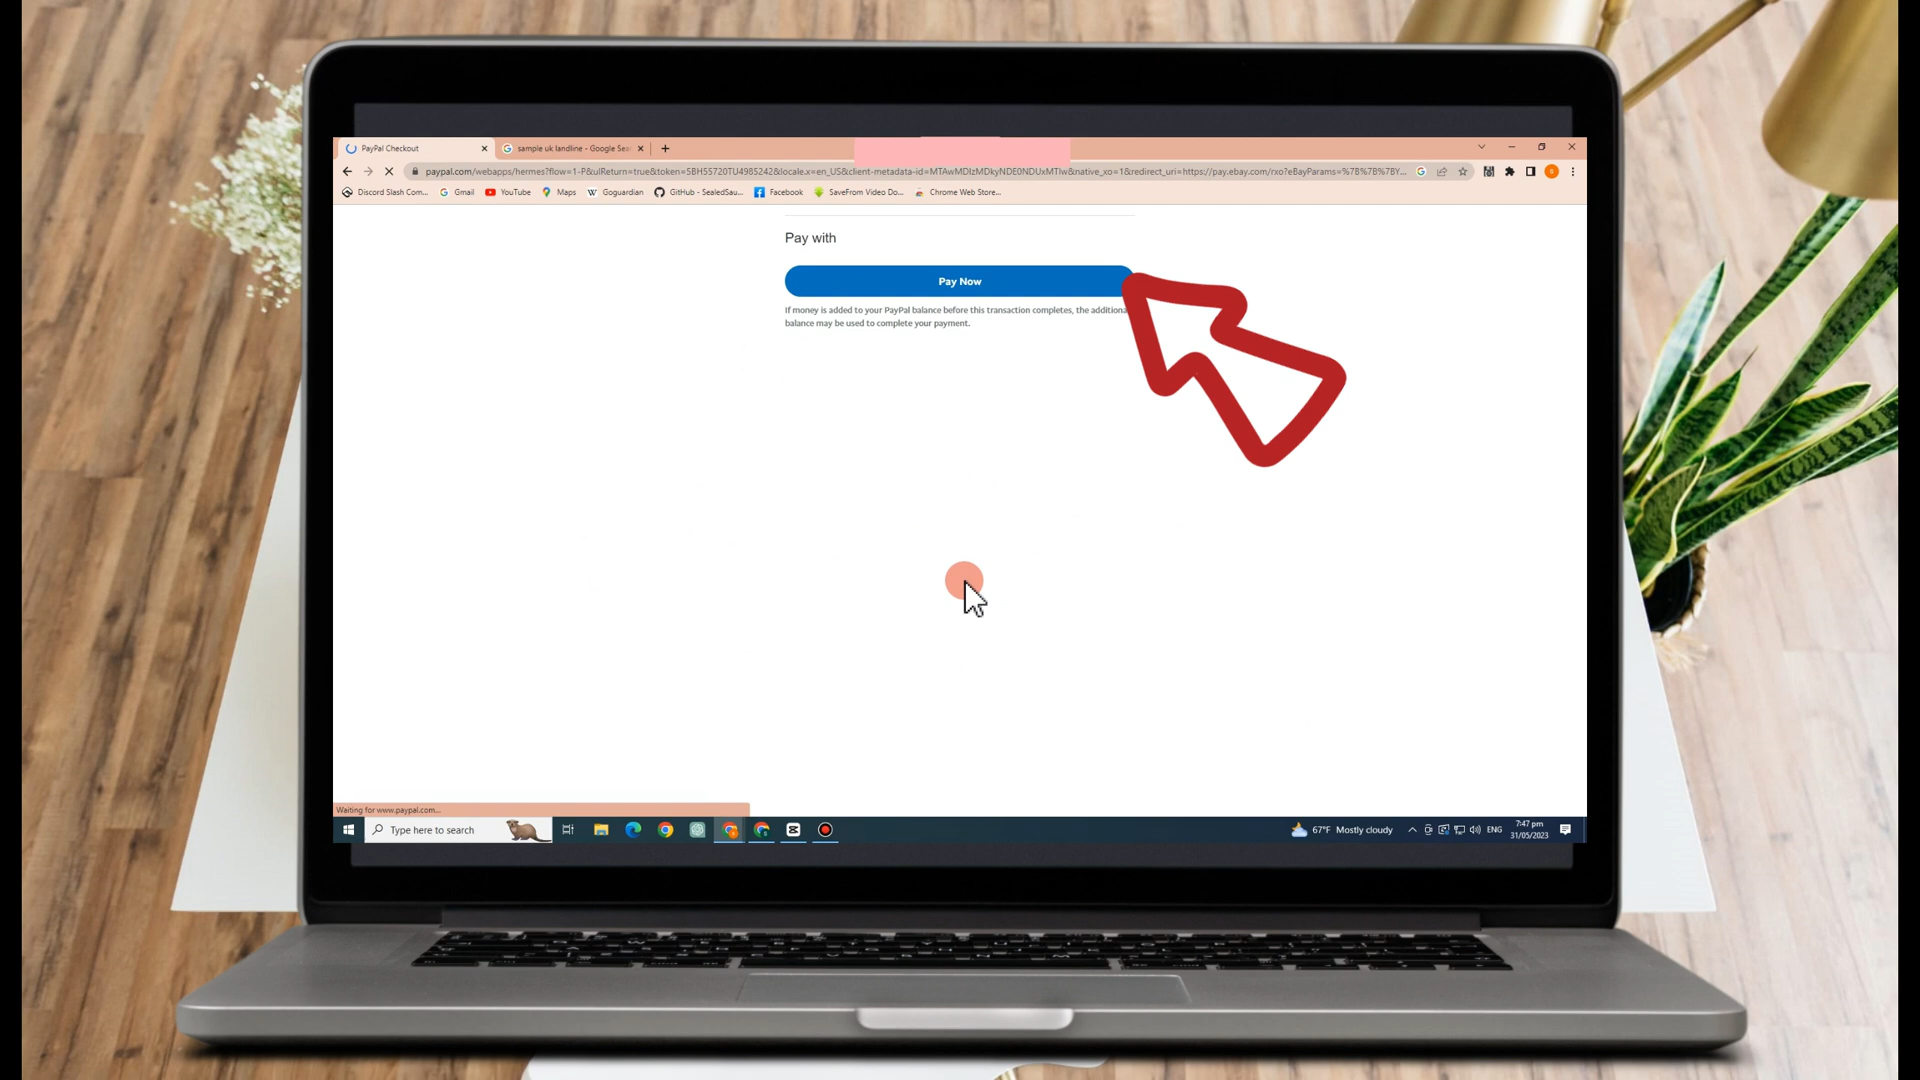 PayPal Checkout
sample uk landline - Google Sea
paypal.com/webapps/hermes?flow=1-P&ulReturn=true&token=5BH55720TU4985242&locale.x=en_US&client-metadata-id=MTAwMDIzMDkyNDE0NDUxMTIw&native_xo=1&redirect_uri=https://pay.ebay.com/rxo?eBayParams=%7B%7B%7BY...
Discord Slash Com... Gmail YouTube Maps Goguardian GitHub - SealedSau... Facebook SaveFrom Video Do... Chrome Web Store...
Pay with
Pay Now
If money is added to your PayPal balance before this transaction completes, the additiona
balance may be used to complete your payment.
Waiting for www.paypal.com...
Type here to search
67°F Mostly cloudy
ENG
7:47 pm
31/05/2023